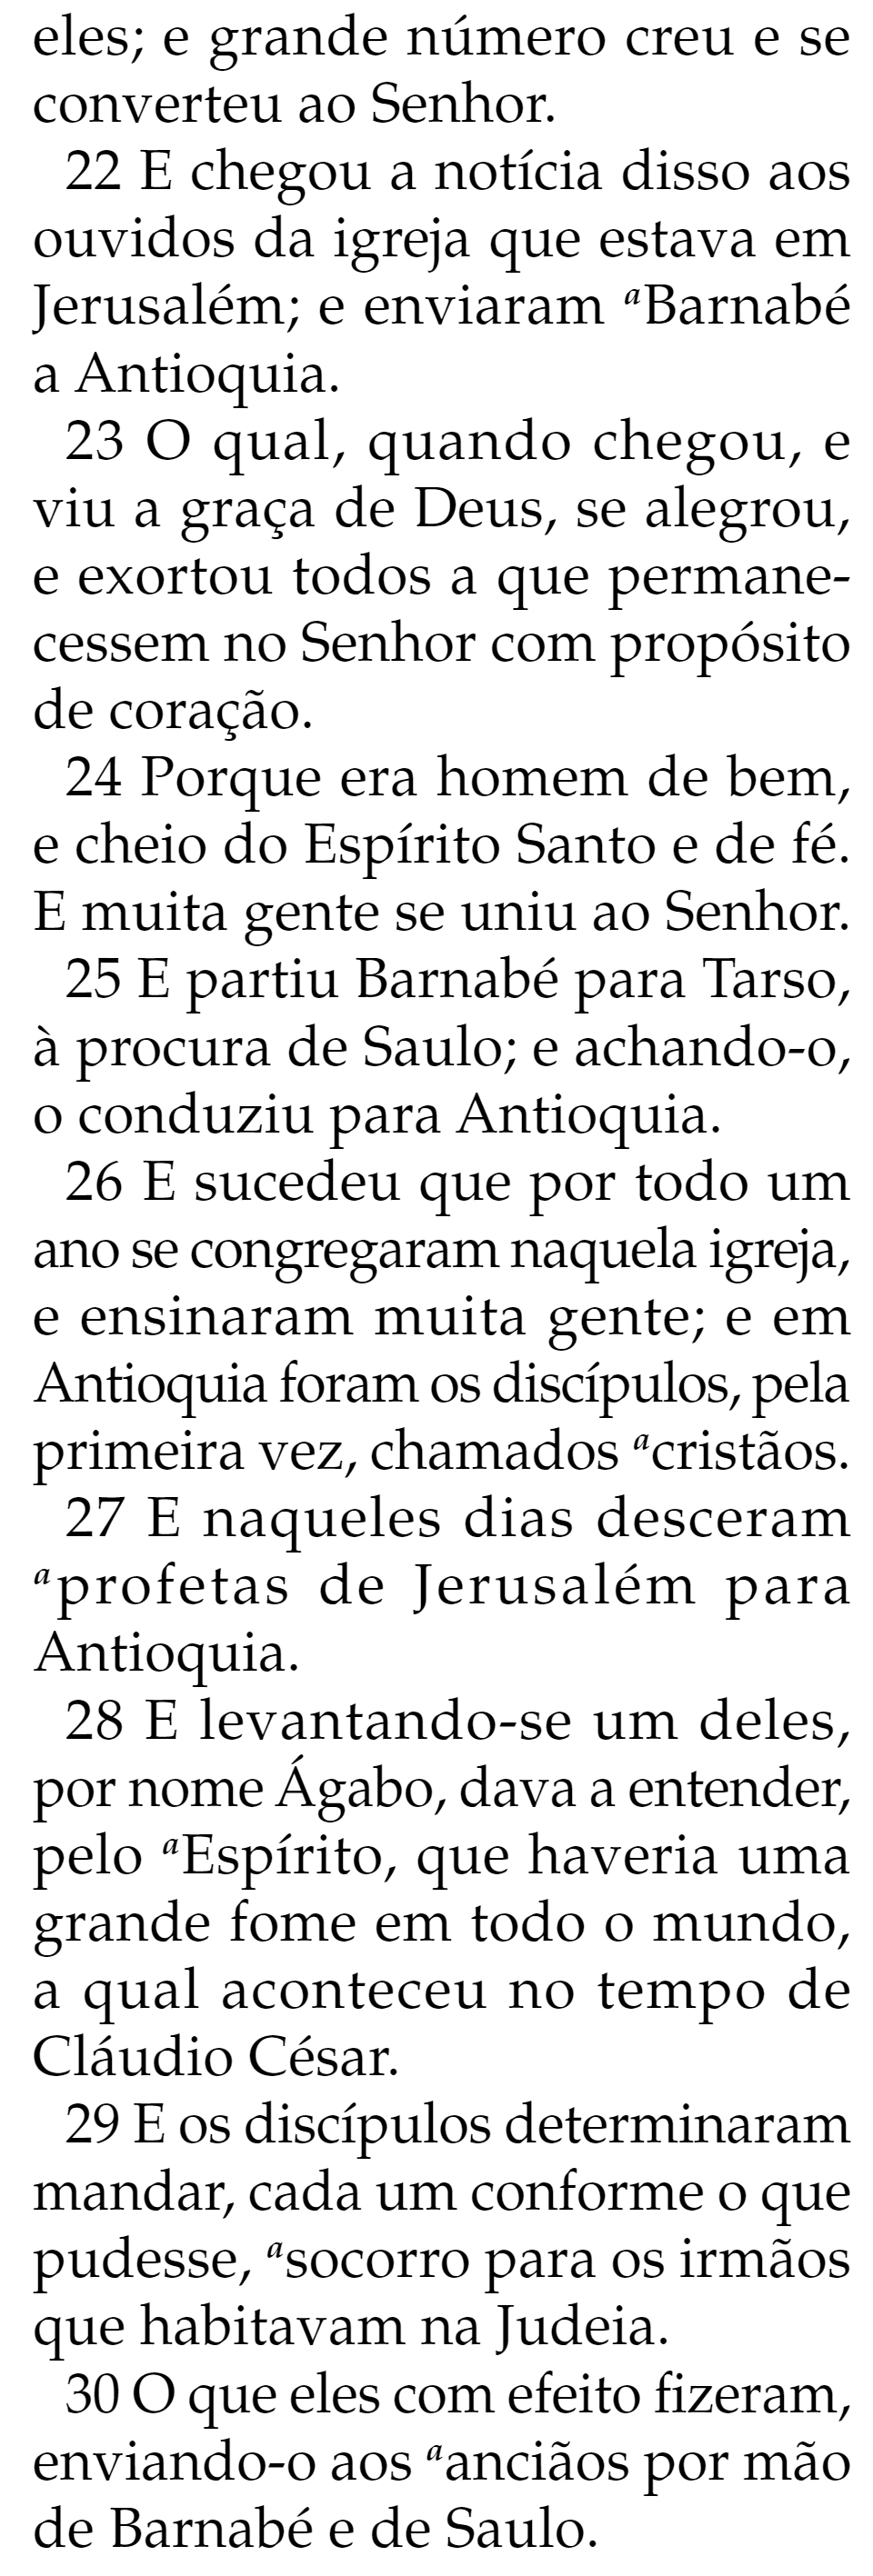 eles; e grande número creu e se
converteu ao Senhor.
22 E chegou a notícia disso aos
ouvidos da igreja que estava em
Jerusalém; e enviaram aBarnabé
a Antioquia.
23 O qual, quando chegou, e
viu a graça de Deus, se alegrou,
e exortou todos a que permane-
cessem no Senhor com propósito
de coração.
24 Porque era homem de bem,
e cheio do Espírito Santo e de fé.
E muita gente se uniu ao Senhor.
25 E partiu Barnabé para Tarso,
à procura de Saulo; e achando-o,
o conduziu para Antioquia.
26 E sucedeu que por todo um
ano se congregaram naquela igreja,
e ensinaram muita gente; e em
Antioquia foram os discípulos, pela
primeira vez, chamados acristãos.
27 E naqueles dias desceram
aprofetas de Jerusalém para
Antioquia.
28 E levantando-se um deles,
por nome Ágabo, dava a entender,
pelo aEspírito, que haveria uma
grande fome em todo o mundo,
a qual aconteceu no tempo de
Cláudio César.
29 E os discípulos determinaram
mandar, cada um conforme o que
pudesse, asocorro para os irmãos
que habitavam na Judeia.
30 O que eles com efeito fizeram,
enviando-o aos aanciãos por mão
de Barnabé e de Saulo.